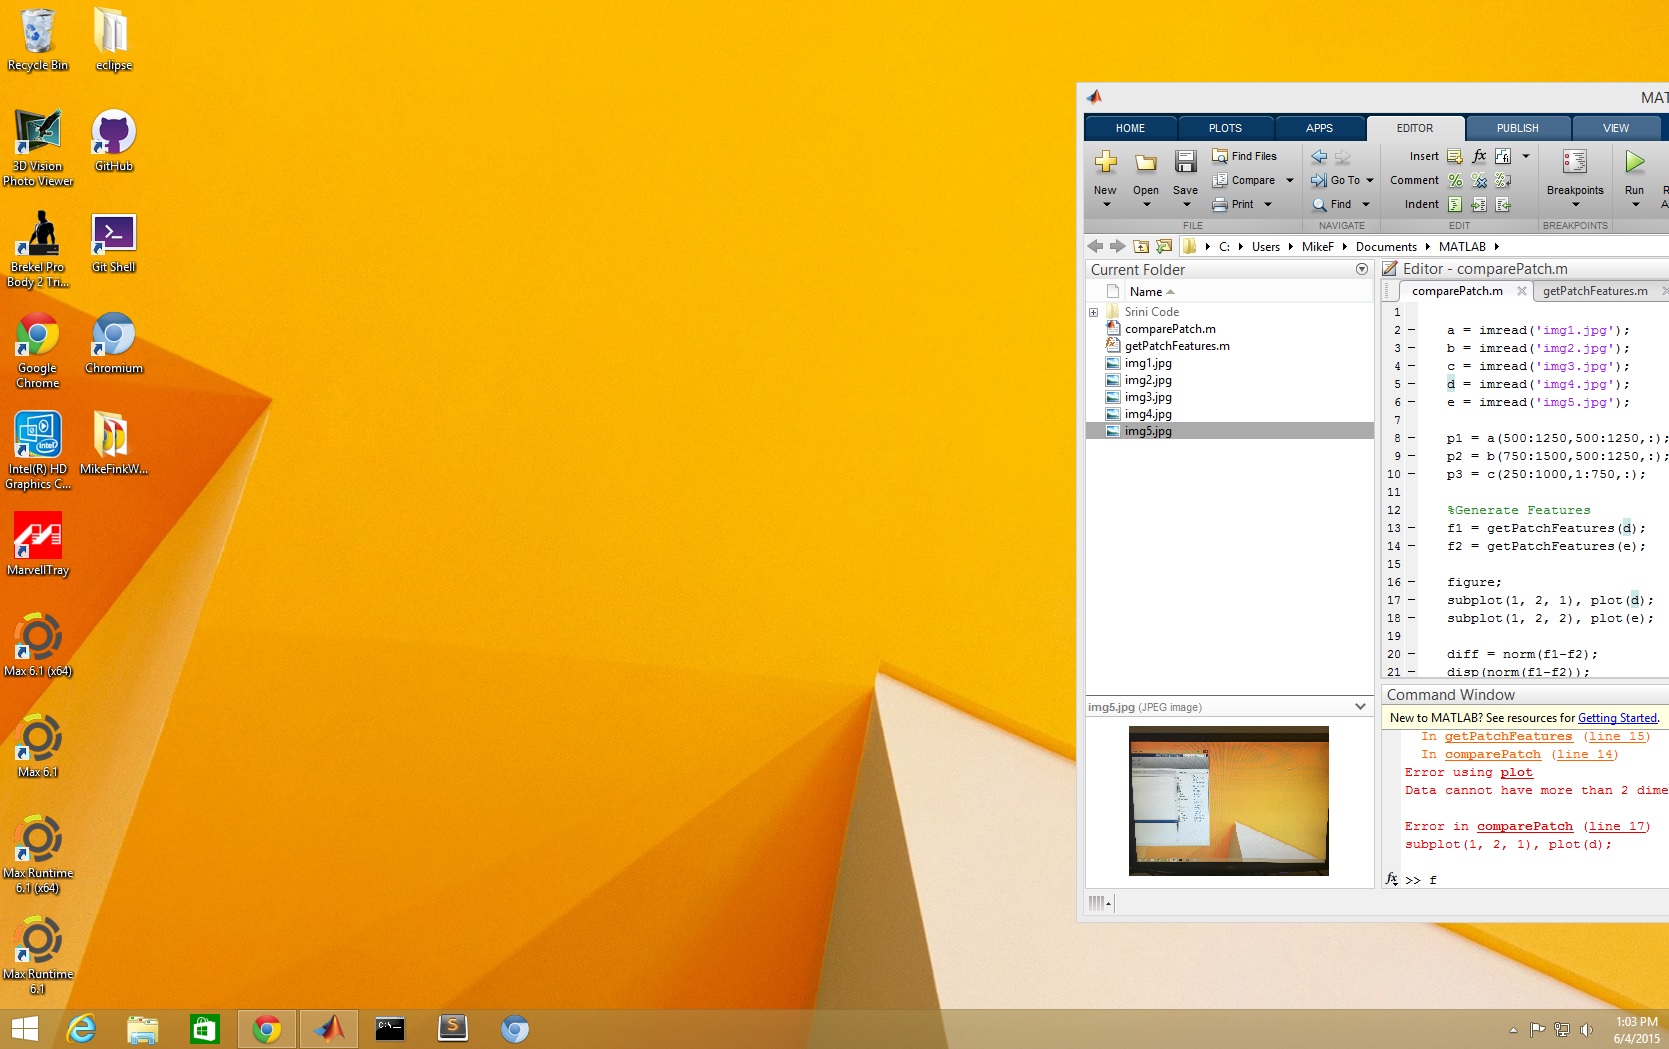 Recycle Bin
eclipse
3D Vision
Photo Viewer
GitHub
Brekel Pro
Body 2 Tri...
Git Shell
Google
Chrome
Chromium
Intel(R) HD
Graphics C...
MikeFinkW...
MarvellTray
Max 6.1 (x64)
Max 6.1
Max Runtime
6.1 (x64)
Max Runtime
6.1
MAT
HOME PLOTS APPS EDITOR PUBLISH VIEW
New Open Save
Find Files
Compare
Print
Go To
Find
Insert
Comment
Indent
Breakpoints
Run
FILE NAVIGATE EDIT BREAKPOINTS
C: Users MikeF Documents MATLAB
Current Folder
Name
Srini Code
comparePatch.m
getPatchFeatures.m
img1.jpg
img2.jpg
img3.jpg
img4.jpg
img5.jpg
img5.jpg (JPEG image)
Editor - comparePatch.m
comparePatch.m getPatchFeatures.m
1
2 - a = imread('img1.jpg');
3 - b = imread('img2.jpg');
4 - c = imread('img3.jpg');
5 - d = imread('img4.jpg');
6 - e = imread('img5.jpg');
7
8 - p1 = a(500:1250,500:1250,:);
9 - p2 = b(750:1500,500:1250,:);
10 - p3 = c(250:1000,1:750,:);
11
12 %Generate Features
13 - f1 = getPatchFeatures(d);
14 - f2 = getPatchFeatures(e);
15
16 - figure;
17 - subplot(1, 2, 1), plot(d);
18 - subplot(1, 2, 2), plot(e);
19
20 - diff = norm(f1-f2);
21 - disp(norm(f1-f2));
Command Window
New to MATLAB? See resources for Getting Started.
In getPatchFeatures (line 15)
In comparePatch (line 14)
Error using plot
Data cannot have more than 2 dime
Error in comparePatch (line 17)
subplot(1, 2, 1), plot(d);
fx >> f
1:03 PM
6/4/2015